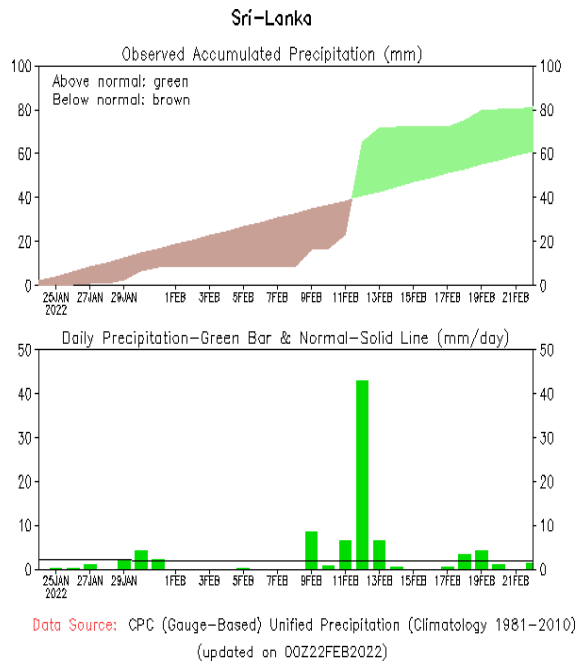 Sri-Lanka
Observed Accumulated Precipitation (mm)
Above normal: green
Below normal: brown
100 100
80 80
60 60
40 40
20 20
0 0
25JAN 27JAN 29JAN 1FEB 3FEB 5FEB 7FEB 9FEB 11FEB 13FEB 15FEB 17FEB 19FEB 21FEB
2022
Daily Precipitation-Green Bar & Normal-Solid Line (mm/day)
50 50
40 40
30 30
20 20
10 10
0 0
25JAN 27JAN 29JAN 1FEB 3FEB 5FEB 7FEB 9FEB 11FEB 13FEB 15FEB 17FEB 19FEB 21FEB
2022
Data Source: CPC (Gauge-Based) Unified Precipitation (Climatology 1981-2010)
(updated on 00Z22FEB2022)